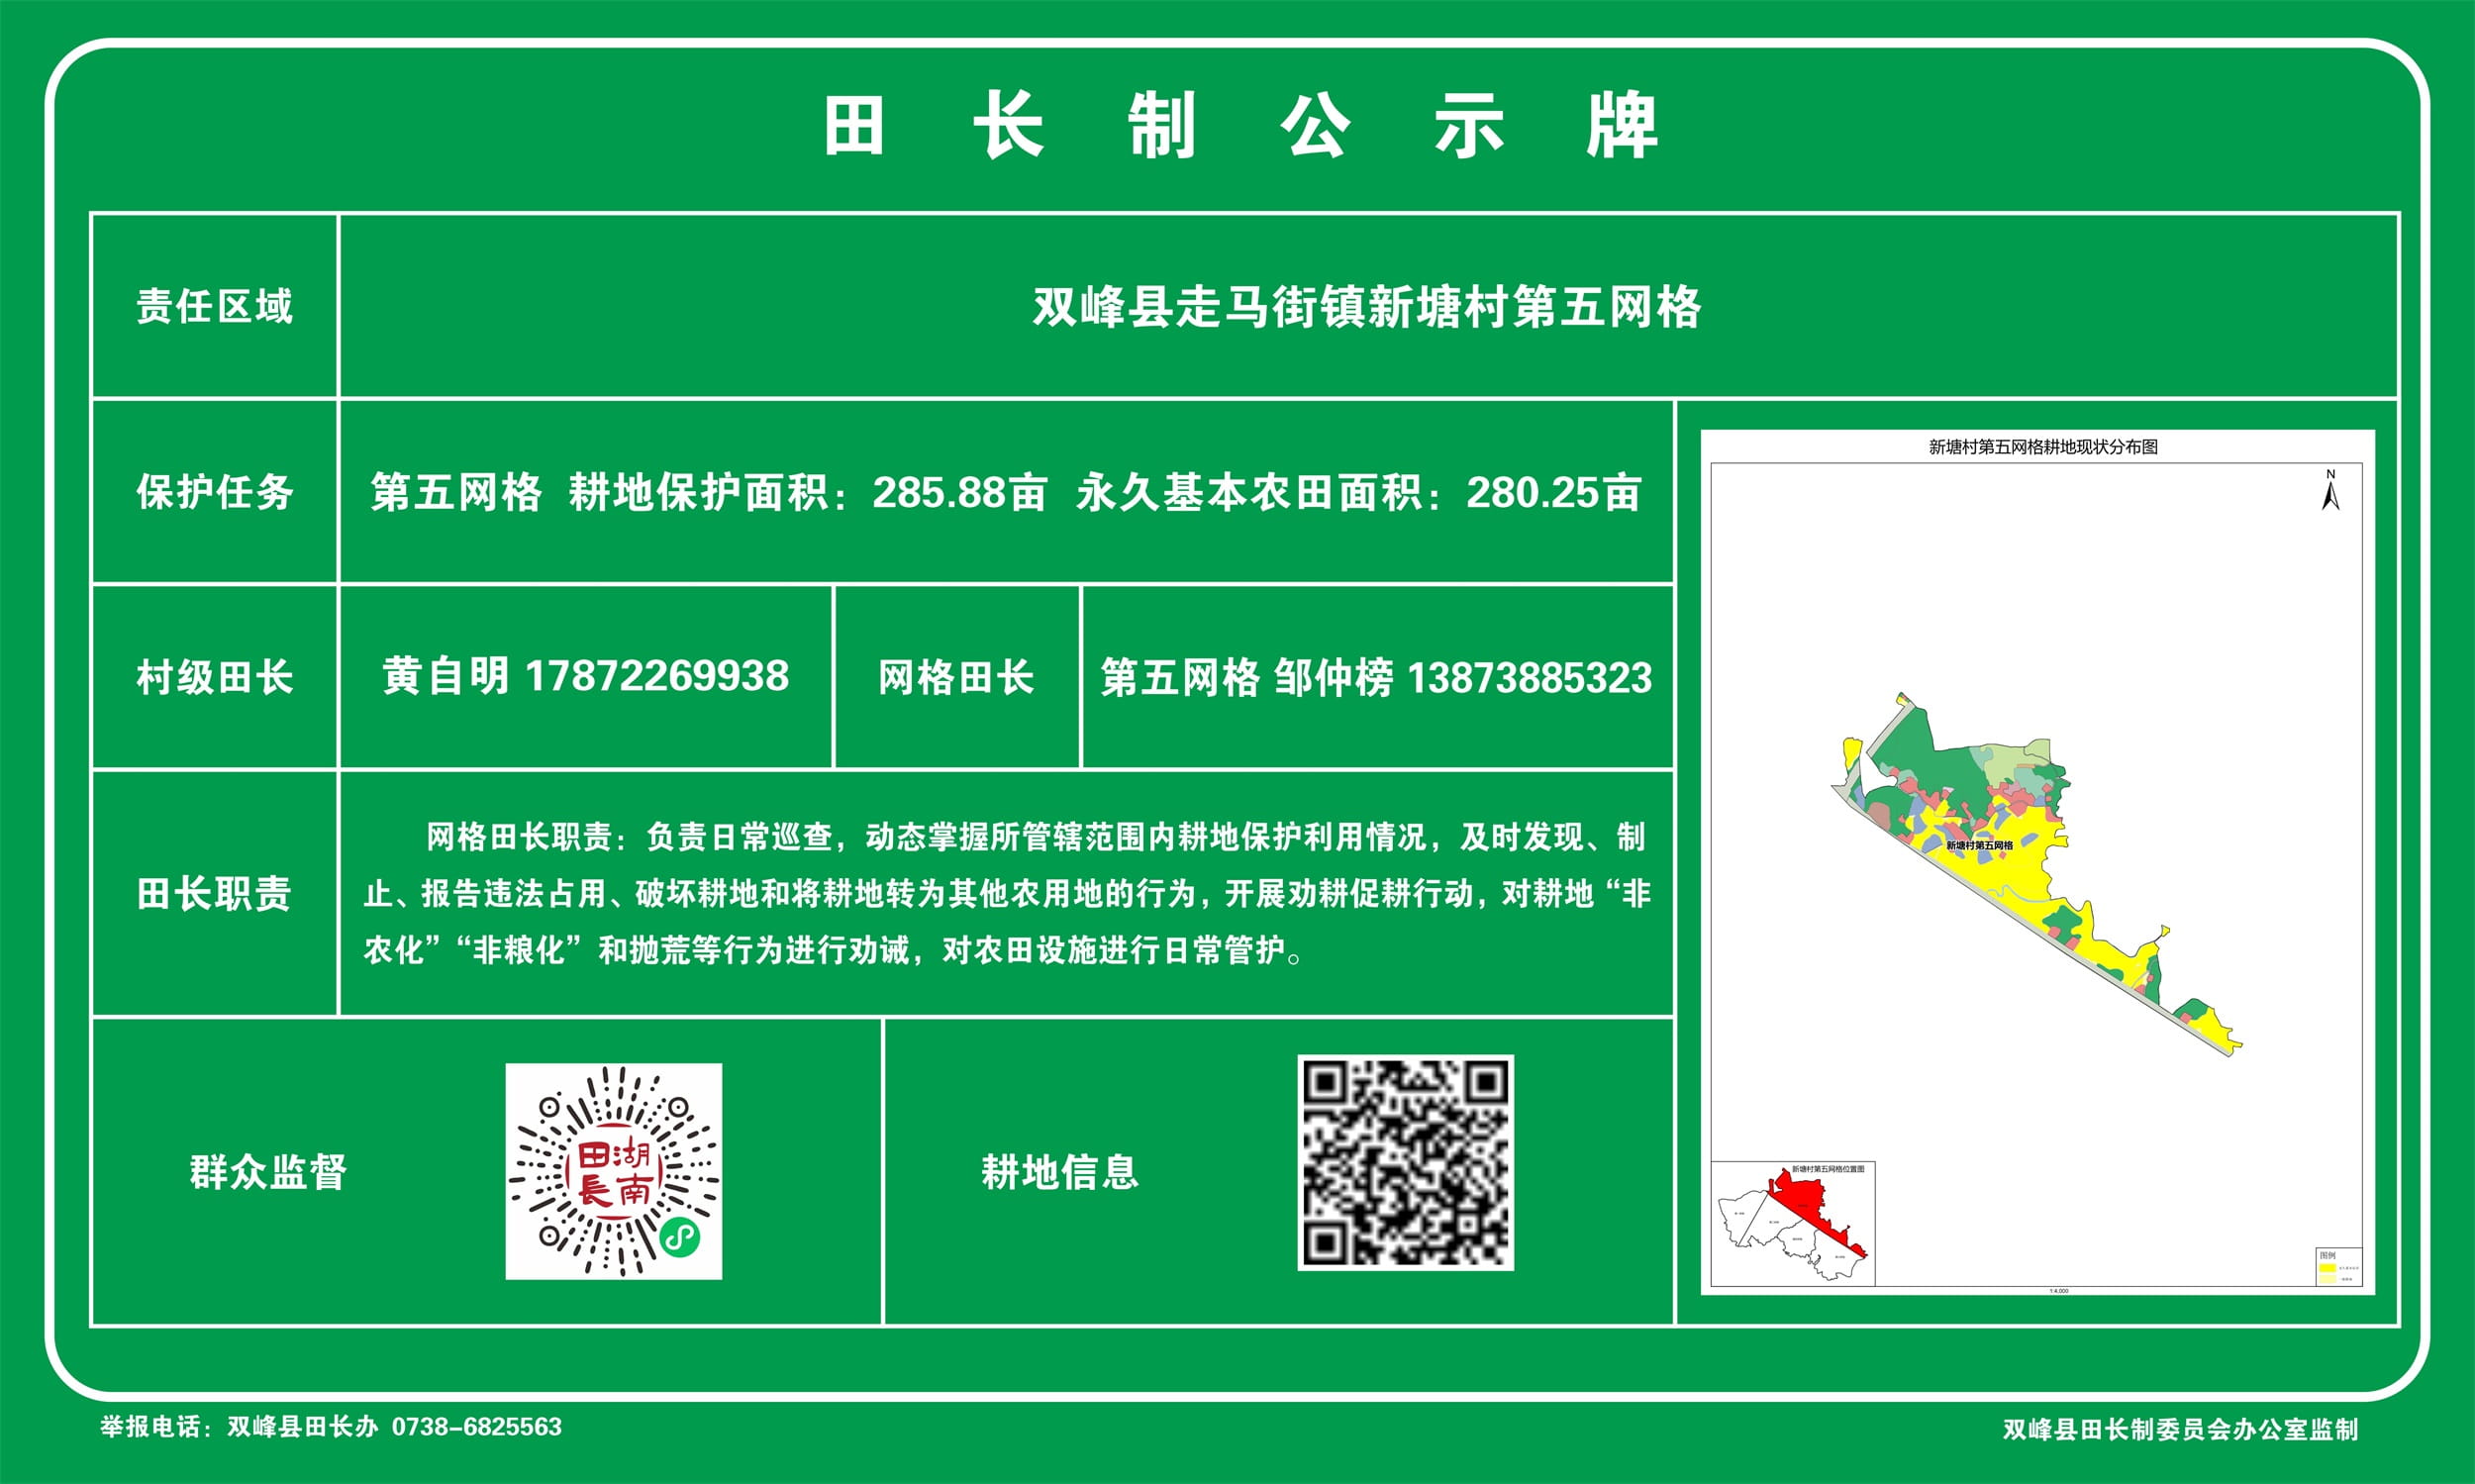 田长制公示牌
责任区域
双峰县走马街镇新塘村第五网格
保护任务
第五网格 耕地保护面积：285.88亩 永久基本农田面积：280.25亩
村级田长
黄自明 17872269938
网格田长
第五网格 邹仲榜 13873885323
田长职责
网格田长职责：负责日常巡查，动态掌握所管辖范围内耕地保护利用情况，及时发现、制
止、报告违法占用、破坏耕地和将耕地转为其他农用地的行为，开展劝耕促耕行动，对耕地“非
农化”“非粮化”和抛荒等行为进行劝诫，对农田设施进行日常管护。
群众监督
湖南田長
耕地信息
新塘村第五网格耕地现状分布图
N
新塘村第五网格
新塘村第五网格位置图
图例
1:4,000
举报电话：双峰县田长办 0738-6825563
双峰县田长制委员会办公室监制